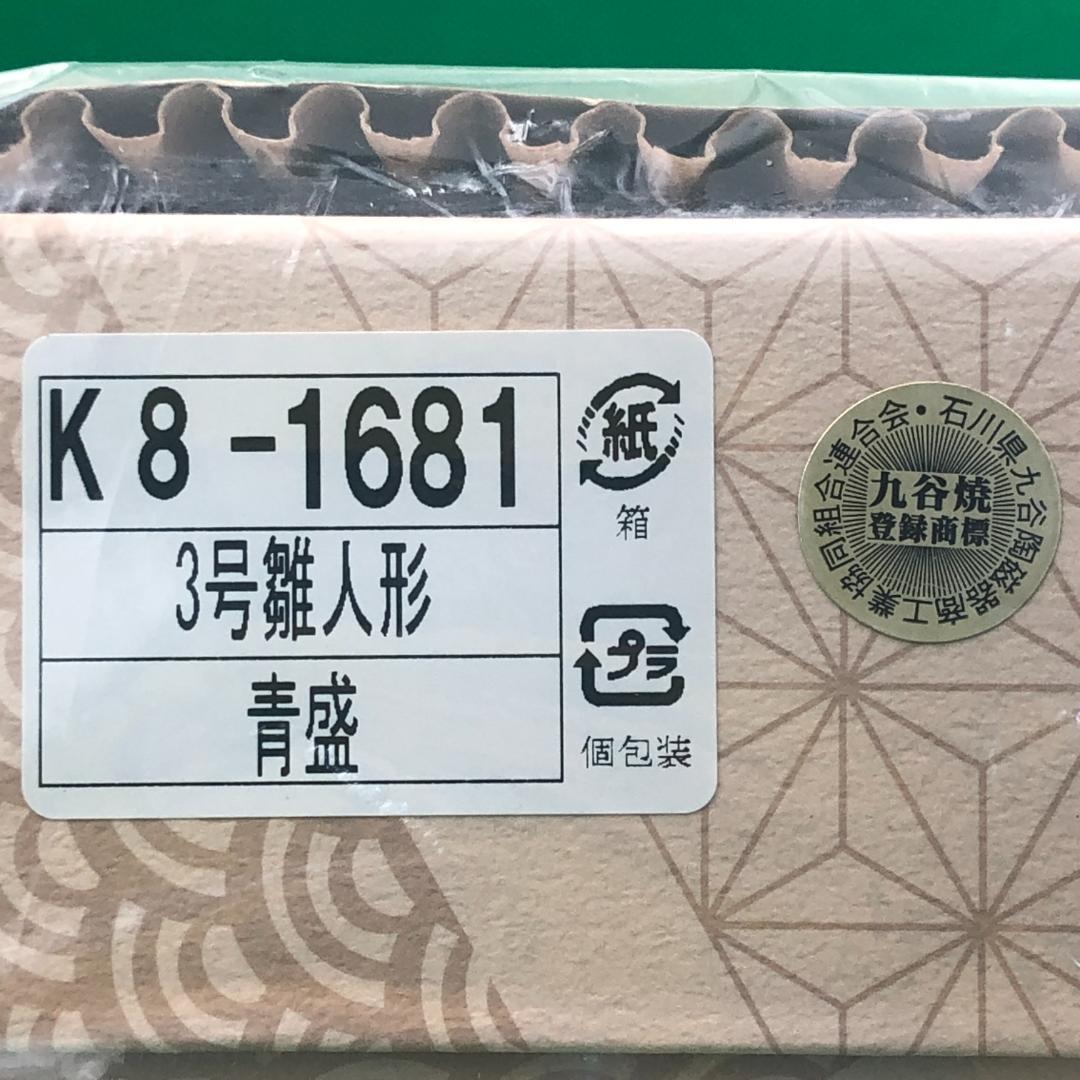 K8-1681
3号雛人形
青盛
紙
箱
プラ
個包装
石川県九谷陶磁器商工業協同組合連合会・
九谷焼
登録商標